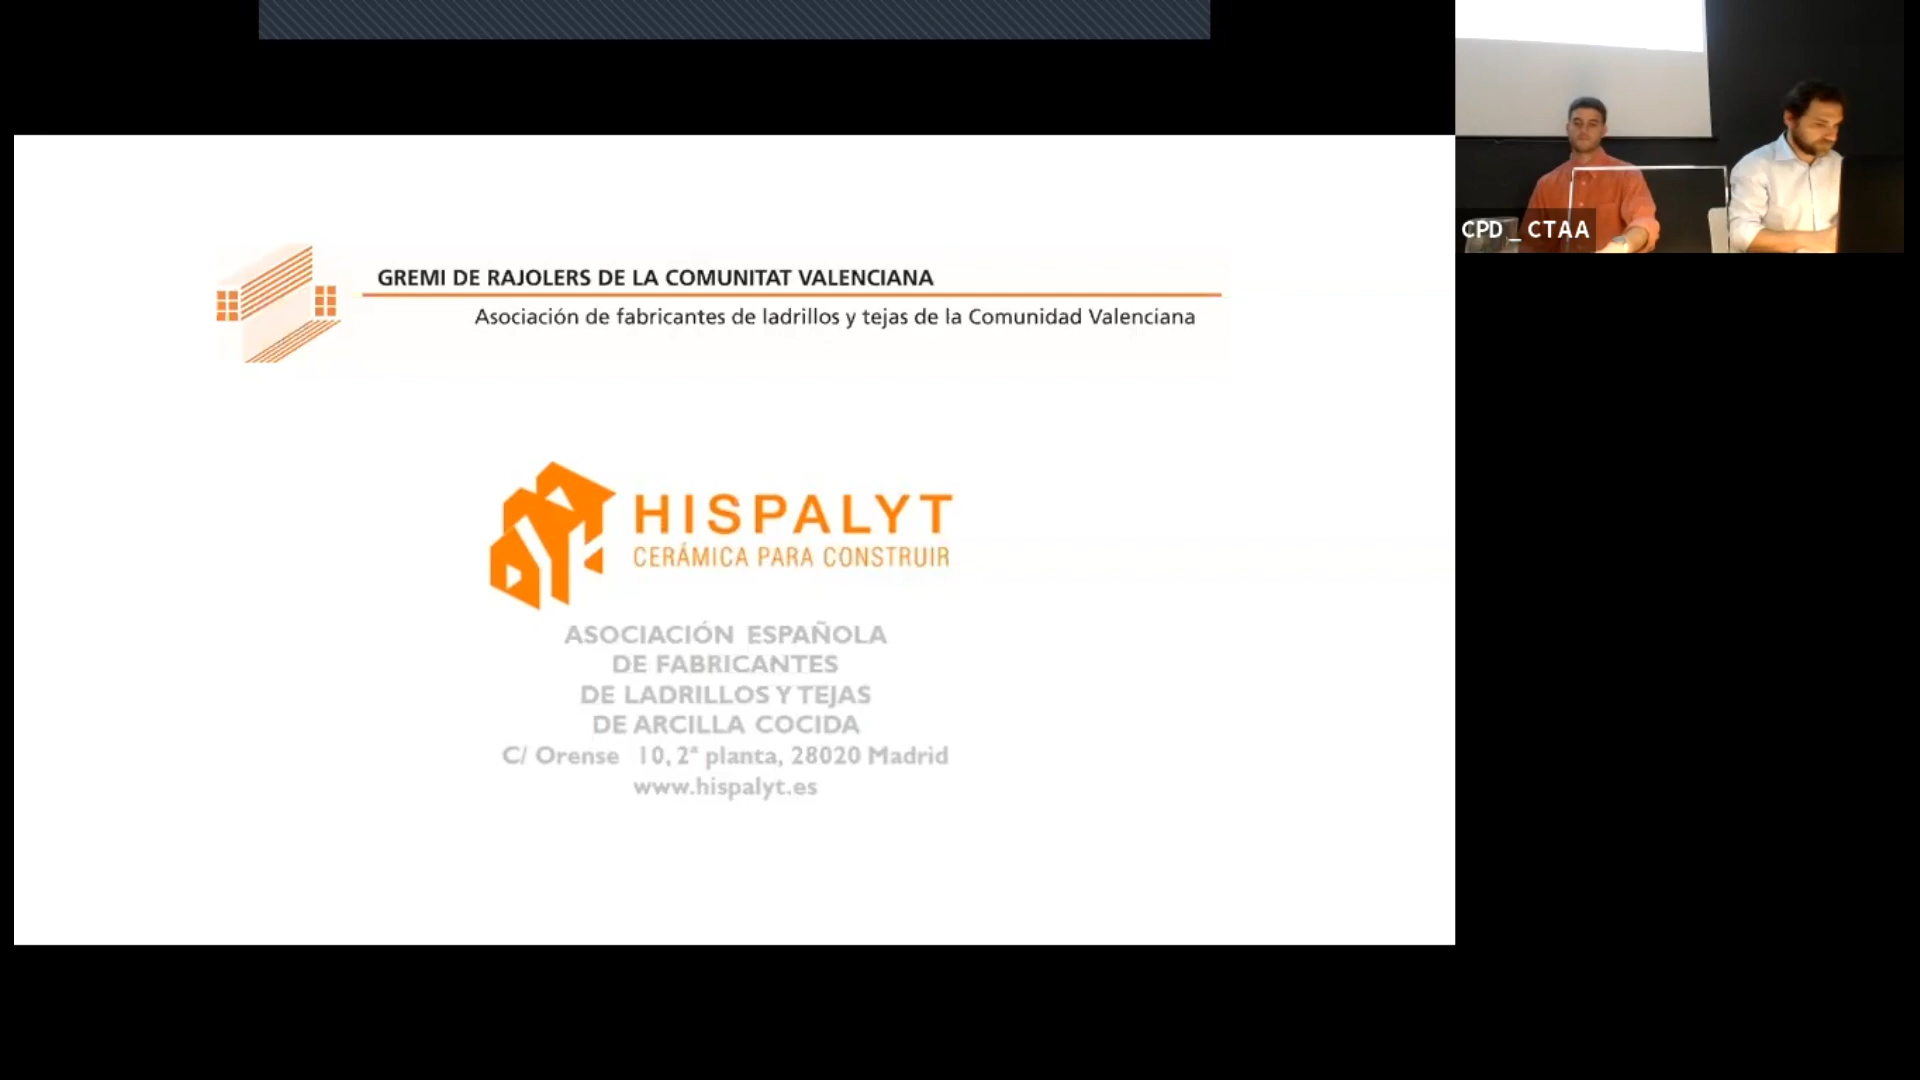 GREMI DE RAJOLERS DE LA COMUNITAT VALENCIANA
Asociación de fabricantes de ladrillos y tejas de la Comunidad Valenciana
HISPALYT
CERÁMICA PARA CONSTRUIR
ASOCIACIÓN ESPAÑOLA
DE FABRICANTES
DE LADRILLOS Y TEJAS
DE ARCILLA COCIDA
C/ Orense 10, 2ª planta, 28020 Madrid
www.hispalyt.es
CPD _ CTAA